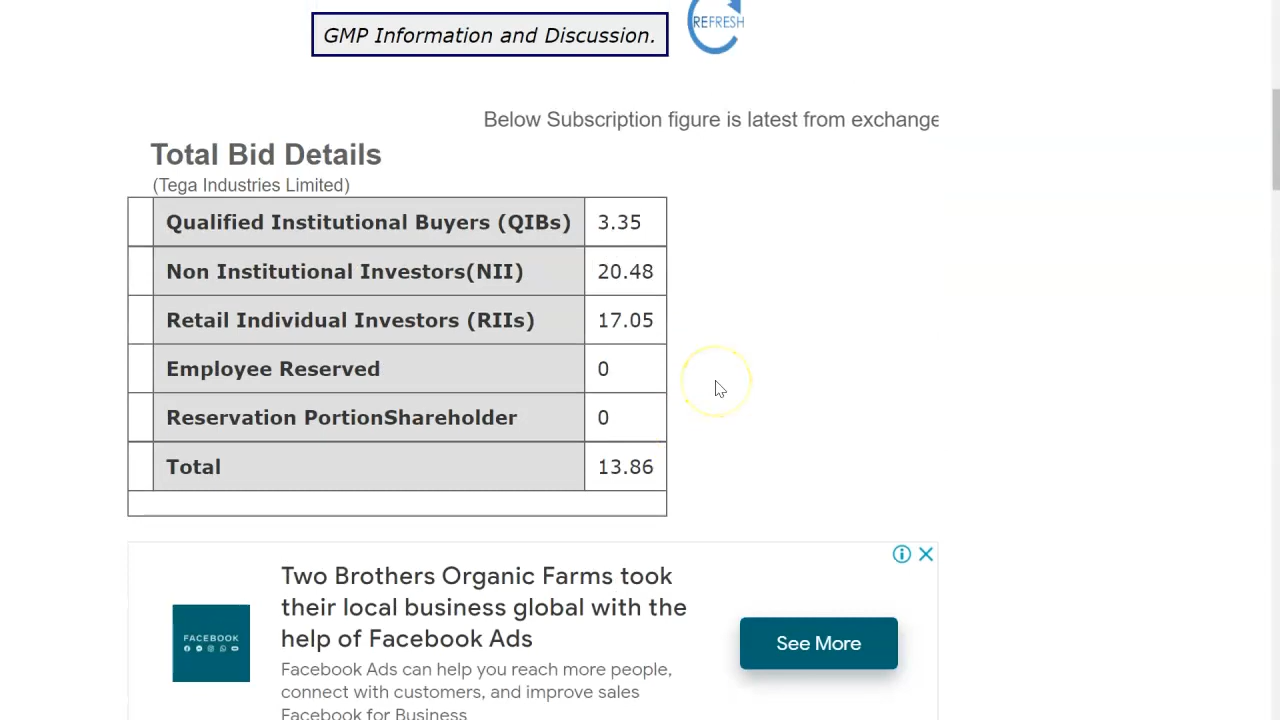 GMP Information and Discussion.
REFRESH
Below Subscription figure is latest from exchange
Total Bid Details
(Tega Industries Limited)
Qualified Institutional Buyers (QIBs) 3.35
Non Institutional Investors(NII) 20.48
Retail Individual Investors (RIIs) 17.05
Employee Reserved 0
Reservation PortionShareholder 0
Total 13.86
Two Brothers Organic Farms took
their local business global with the
help of Facebook Ads
FACEBOOK
See More
Facebook Ads can help you reach more people,
connect with customers, and improve sales
Facebook for Business